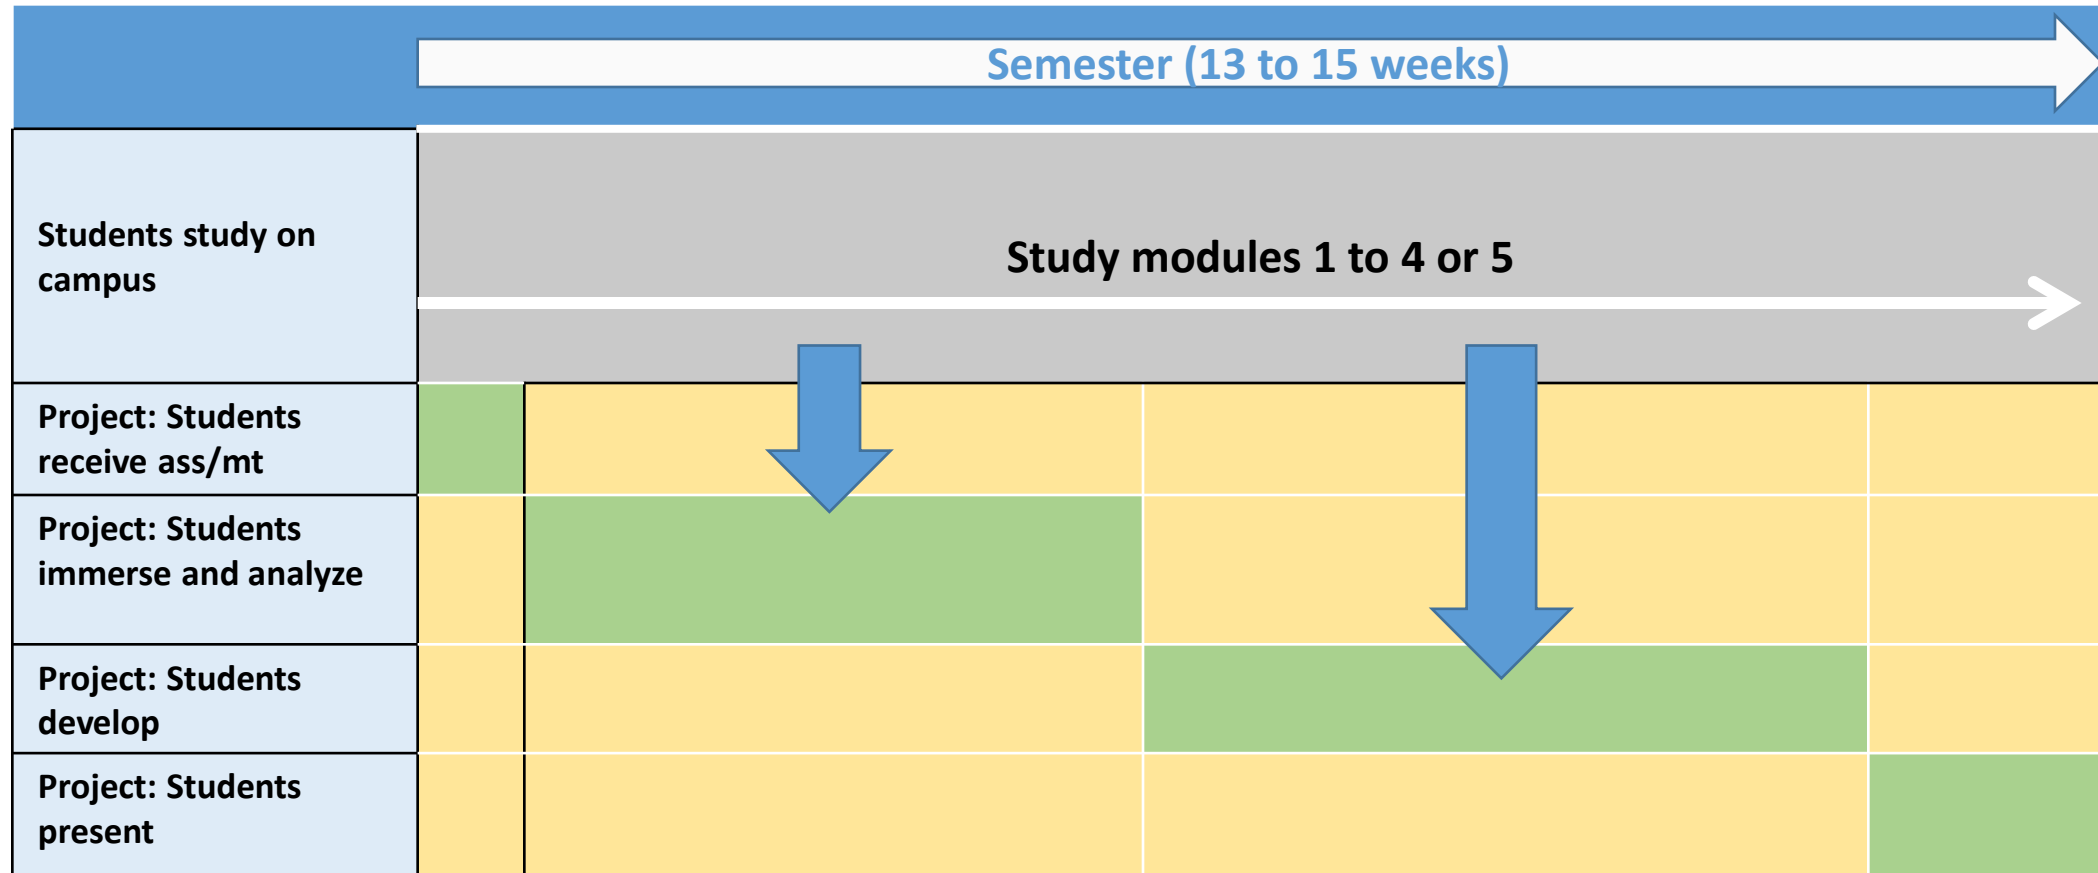 Semester (13 to 15 weeks)
Students study on
campus
Study modules 1 to 4 or 5
Project: Students
receive ass/mt
Project: Students
immerse and analyze
Project: Students
develop
Project: Students
present